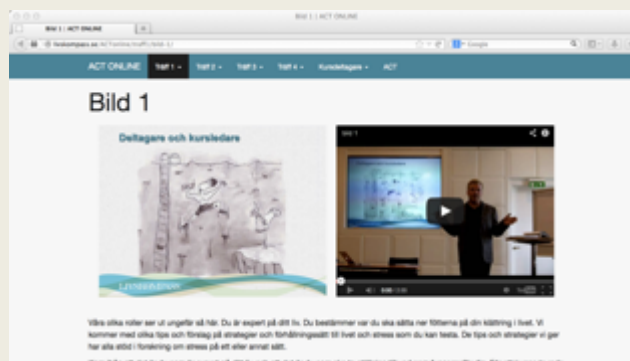 Bild 1 | ACT ONLINE
Bild 1 | ACT ONLINE
Google
ACT ONLINE Träff 1 Träff 2 Träff 3 Träff 4 Kursdeltagare ACT
Bild 1
Deltagare och kursledare
Bild 1
Våra olika roller ser ut ungefär så här. Du är expert på ditt liv. Du bestämmer var du ska sätta ner fötterna på din klättring i livet. Vi
kommer med olika tips och förslag på strategier och förhållningssätt till livet och stress som du kan testa. De tips och strategier vi ger
har alla stöd i forskning om stress på ett eller annat sätt.